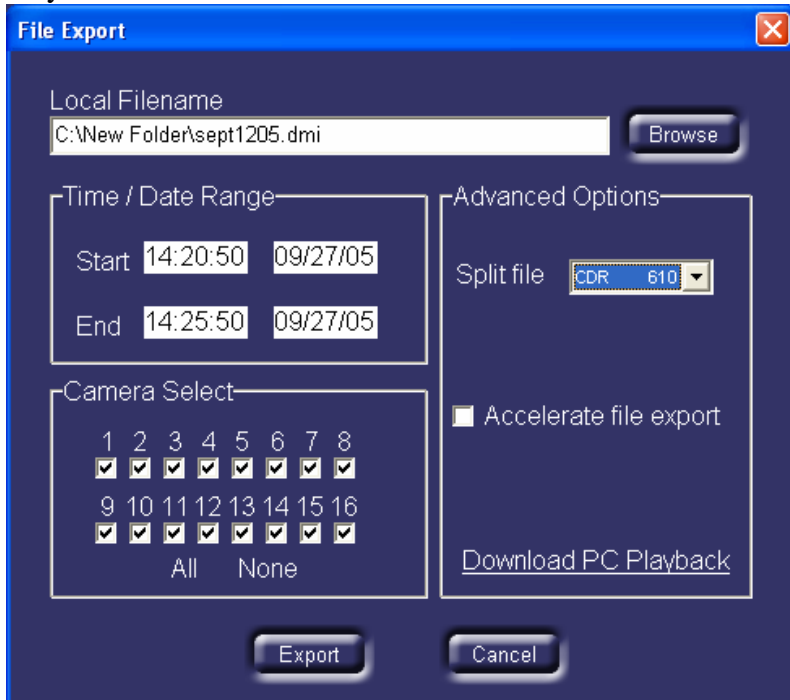 File Export
Local Filename
C:\New Folder\sept1205.dmi Browse
Time / Date Range
Start 14:20:50 09/27/05
End 14:25:50 09/27/05
Camera Select
1 2 3 4 5 6 7 8
9 10 11 12 13 14 15 16
All None
Advanced Options
Split file CDR 610
Accelerate file export
Download PC Playback
Export Cancel